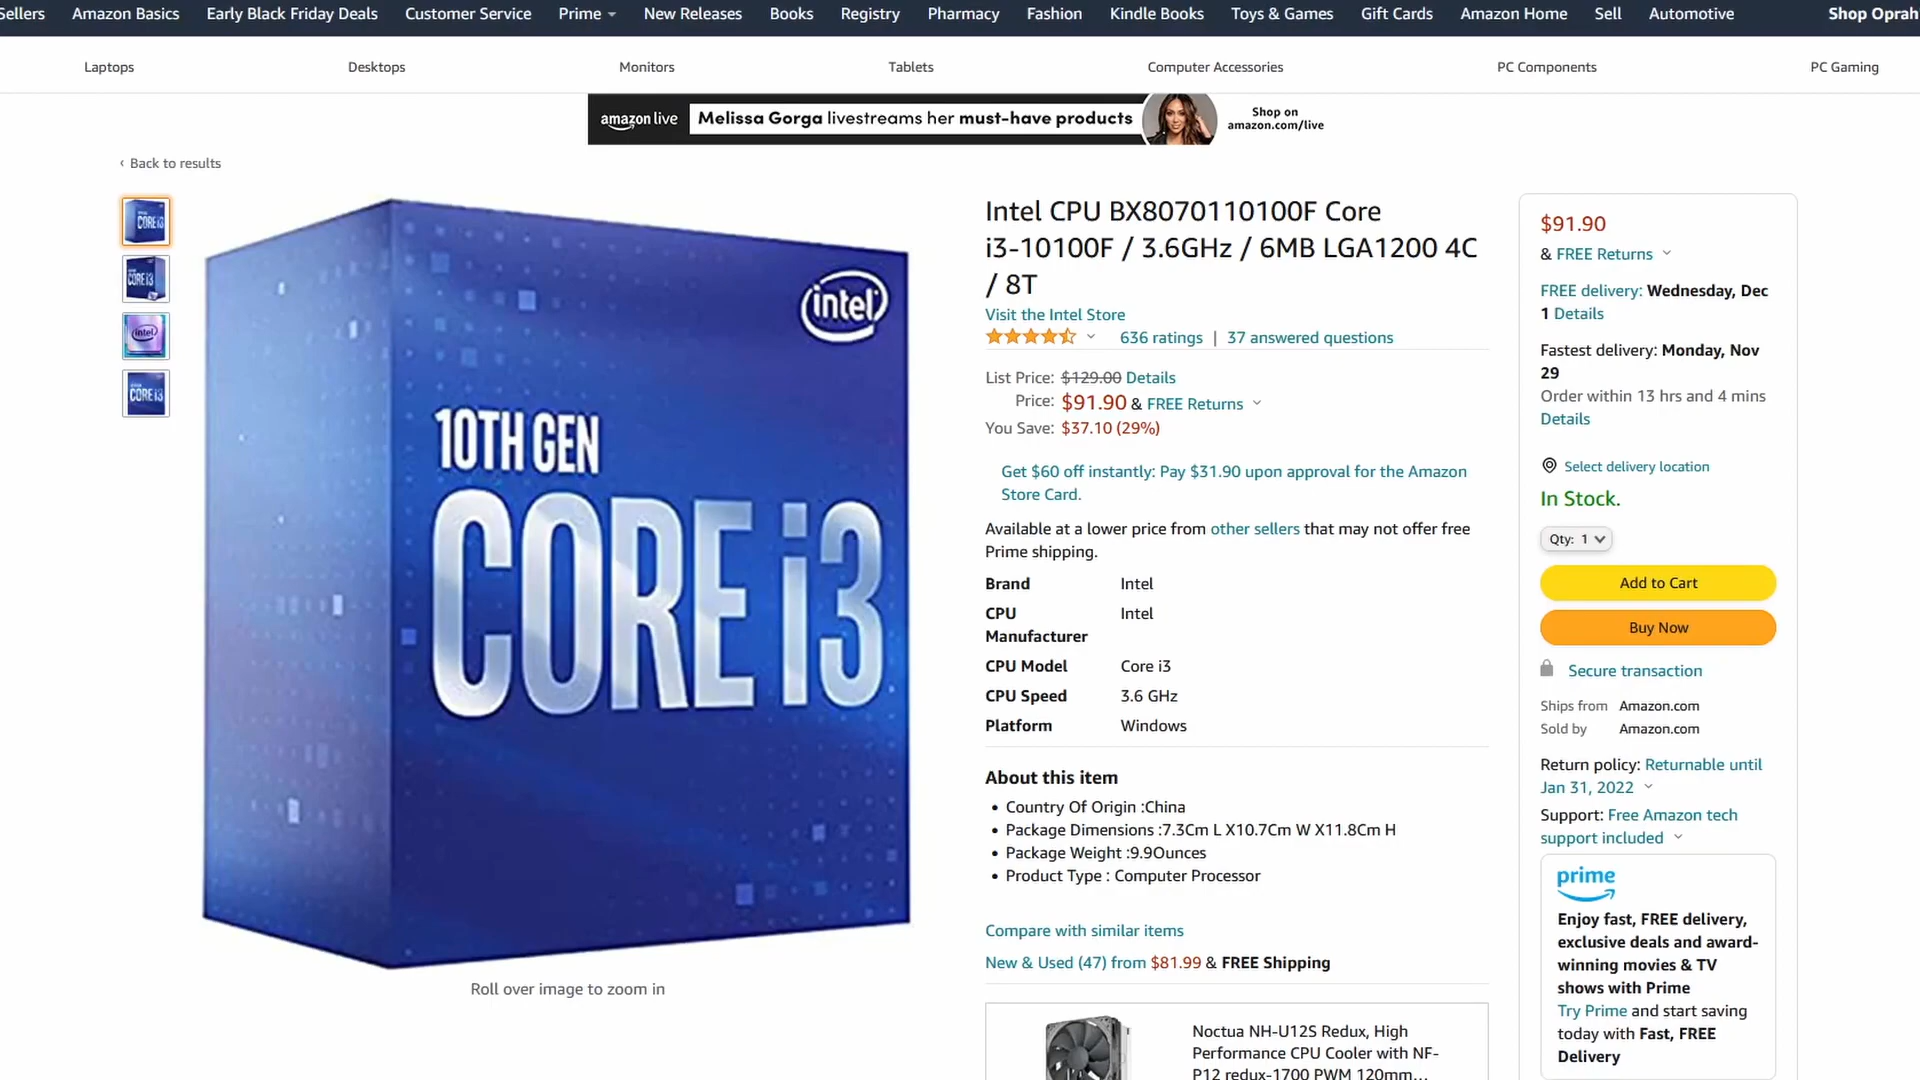 Sellers Amazon Basics Early Black Friday Deals Customer Service Prime New Releases Books Registry Pharmacy Fashion Kindle Books Toys & Games Gift Cards Amazon Home Sell Automotive Shop Oprah
Laptops Desktops Monitors Tablets Computer Accessories PC Components PC Gaming
amazon live Melissa Gorga livestreams her must-have products Shop on
amazon.com/live
‹ Back to results
intel
10TH GEN
CORE i3
CORE i3
CORE i3
intel
CORE i3
Roll over image to zoom in
Intel CPU BX8070110100F Core
i3-10100F / 3.6GHz / 6MB LGA1200 4C
/ 8T
Visit the Intel Store
636 ratings | 37 answered questions
List Price: $129.00 Details
Price: $91.90 & FREE Returns
You Save: $37.10 (29%)
Get $60 off instantly: Pay $31.90 upon approval for the Amazon
Store Card.
Available at a lower price from other sellers that may not offer free
Prime shipping.
Brand Intel
CPU Intel
Manufacturer
CPU Model Core i3
CPU Speed 3.6 GHz
Platform Windows
About this item
• Country Of Origin :China
• Package Dimensions :7.3Cm L X10.7Cm W X11.8Cm H
• Package Weight :9.9Ounces
• Product Type : Computer Processor
Compare with similar items
New & Used (47) from $81.99 & FREE Shipping
Noctua NH-U12S Redux, High
Performance CPU Cooler with NF-
P12 redux-1700 PWM 120mm…
$91.90
& FREE Returns
FREE delivery: Wednesday, Dec
1 Details
Fastest delivery: Monday, Nov
29
Order within 13 hrs and 4 mins
Details
Select delivery location
In Stock.
Qty: 1
Add to Cart
Buy Now
Secure transaction
Ships from Amazon.com
Sold by Amazon.com
Return policy: Returnable until
Jan 31, 2022
Support: Free Amazon tech
support included
prime
Enjoy fast, FREE delivery,
exclusive deals and award-
winning movies & TV
shows with Prime
Try Prime and start saving
today with Fast, FREE
Delivery